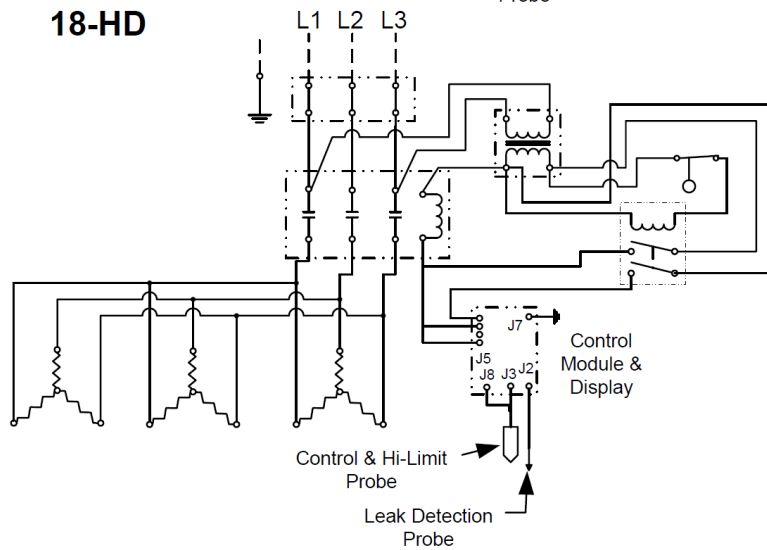 Probe
18-HD
L1 L2 L3
J7
J5
J8 J3 J2
Control
Module &
Display
Control & Hi-Limit
Probe
Leak Detection
Probe